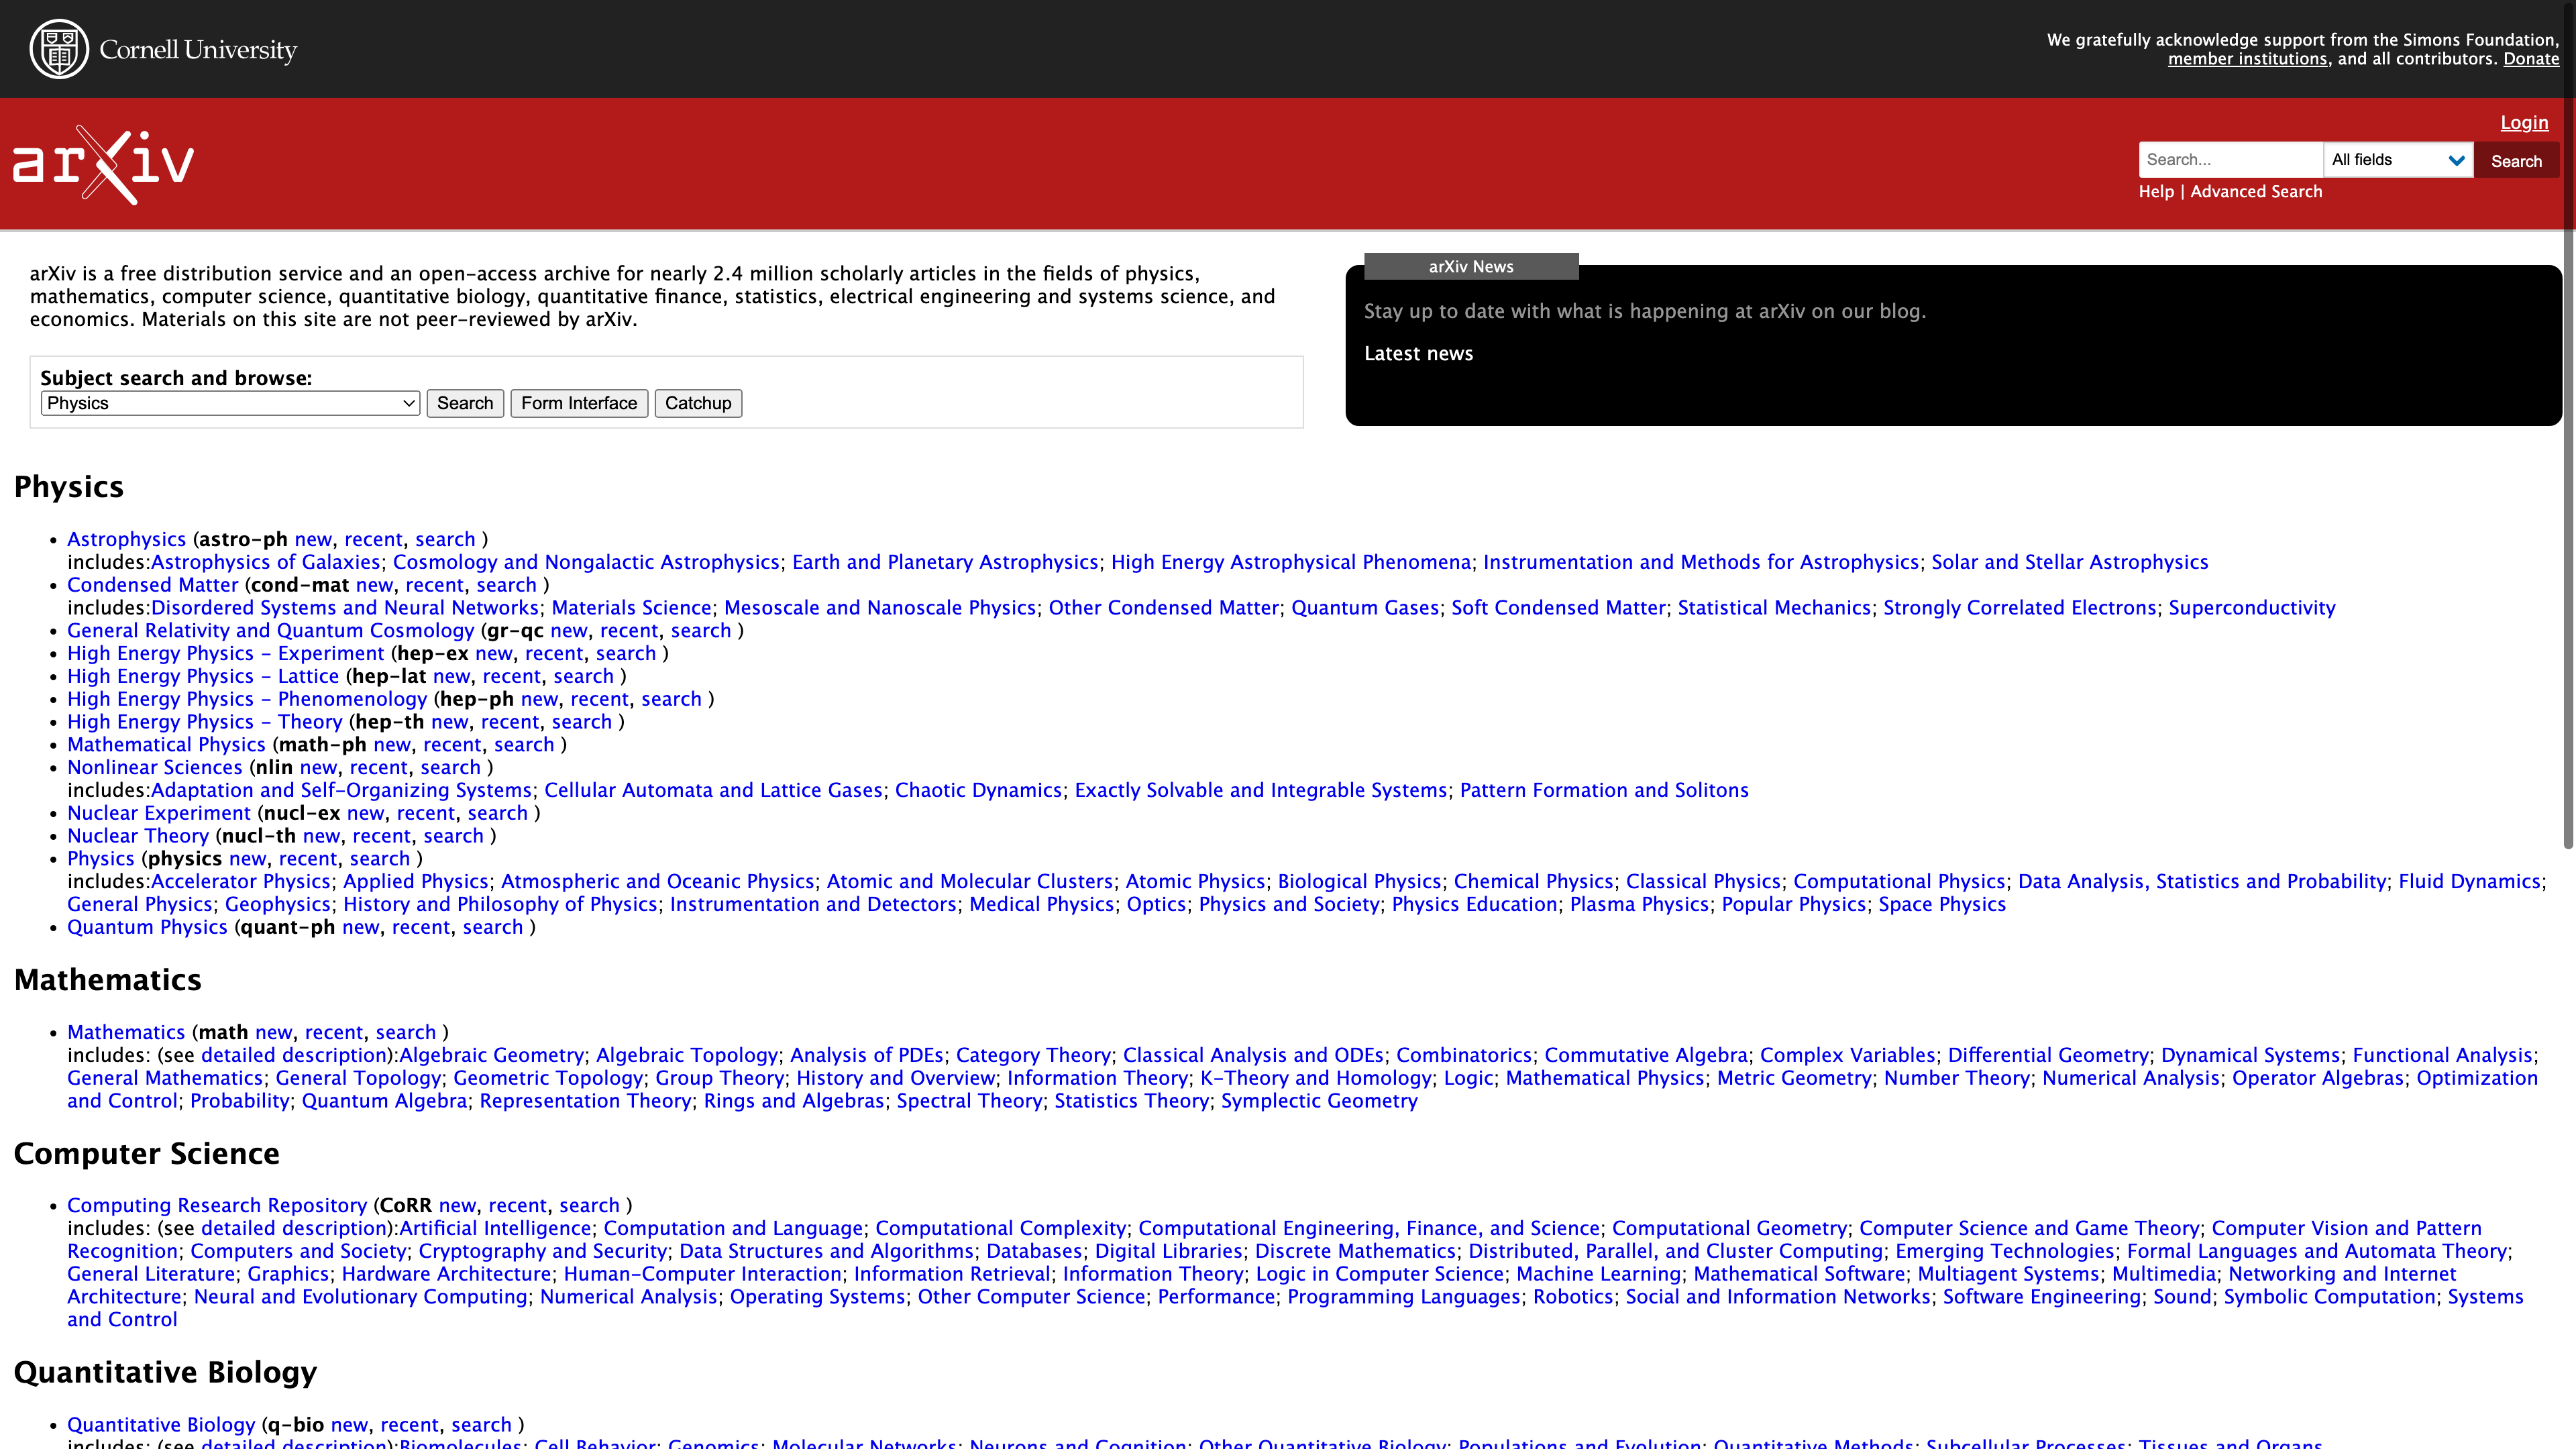 Cornell University
We gratefully acknowledge support from the Simons Foundation,
member institutions, and all contributors. Donate
arXiv
Login
Search...
All fields
Search
Help | Advanced Search
arXiv is a free distribution service and an open-access archive for nearly 2.4 million scholarly articles in the fields of physics,
mathematics, computer science, quantitative biology, quantitative finance, statistics, electrical engineering and systems science, and
economics. Materials on this site are not peer-reviewed by arXiv.
Subject search and browse:
Physics
Search
Form Interface
Catchup
arXiv News
Stay up to date with what is happening at arXiv on our blog.
Latest news
Physics
Astrophysics (astro-ph new, recent, search )
includes:Astrophysics of Galaxies; Cosmology and Nongalactic Astrophysics; Earth and Planetary Astrophysics; High Energy Astrophysical Phenomena; Instrumentation and Methods for Astrophysics; Solar and Stellar Astrophysics
Condensed Matter (cond-mat new, recent, search )
includes:Disordered Systems and Neural Networks; Materials Science; Mesoscale and Nanoscale Physics; Other Condensed Matter; Quantum Gases; Soft Condensed Matter; Statistical Mechanics; Strongly Correlated Electrons; Superconductivity
General Relativity and Quantum Cosmology (gr-qc new, recent, search )
High Energy Physics - Experiment (hep-ex new, recent, search )
High Energy Physics - Lattice (hep-lat new, recent, search )
High Energy Physics - Phenomenology (hep-ph new, recent, search )
High Energy Physics - Theory (hep-th new, recent, search )
Mathematical Physics (math-ph new, recent, search )
Nonlinear Sciences (nlin new, recent, search )
includes:Adaptation and Self-Organizing Systems; Cellular Automata and Lattice Gases; Chaotic Dynamics; Exactly Solvable and Integrable Systems; Pattern Formation and Solitons
Nuclear Experiment (nucl-ex new, recent, search )
Nuclear Theory (nucl-th new, recent, search )
Physics (physics new, recent, search )
includes:Accelerator Physics; Applied Physics; Atmospheric and Oceanic Physics; Atomic and Molecular Clusters; Atomic Physics; Biological Physics; Chemical Physics; Classical Physics; Computational Physics; Data Analysis, Statistics and Probability; Fluid Dynamics;
General Physics; Geophysics; History and Philosophy of Physics; Instrumentation and Detectors; Medical Physics; Optics; Physics and Society; Physics Education; Plasma Physics; Popular Physics; Space Physics
Quantum Physics (quant-ph new, recent, search )
Mathematics
Mathematics (math new, recent, search )
includes: (see detailed description):Algebraic Geometry; Algebraic Topology; Analysis of PDEs; Category Theory; Classical Analysis and ODEs; Combinatorics; Commutative Algebra; Complex Variables; Differential Geometry; Dynamical Systems; Functional Analysis;
General Mathematics; General Topology; Geometric Topology; Group Theory; History and Overview; Information Theory; K-Theory and Homology; Logic; Mathematical Physics; Metric Geometry; Number Theory; Numerical Analysis; Operator Algebras; Optimization
and Control; Probability; Quantum Algebra; Representation Theory; Rings and Algebras; Spectral Theory; Statistics Theory; Symplectic Geometry
Computer Science
Computing Research Repository (CoRR new, recent, search )
includes: (see detailed description):Artificial Intelligence; Computation and Language; Computational Complexity; Computational Engineering, Finance, and Science; Computational Geometry; Computer Science and Game Theory; Computer Vision and Pattern
Recognition; Computers and Society; Cryptography and Security; Data Structures and Algorithms; Databases; Digital Libraries; Discrete Mathematics; Distributed, Parallel, and Cluster Computing; Emerging Technologies; Formal Languages and Automata Theory;
General Literature; Graphics; Hardware Architecture; Human-Computer Interaction; Information Retrieval; Information Theory; Logic in Computer Science; Machine Learning; Mathematical Software; Multiagent Systems; Multimedia; Networking and Internet
Architecture; Neural and Evolutionary Computing; Numerical Analysis; Operating Systems; Other Computer Science; Performance; Programming Languages; Robotics; Social and Information Networks; Software Engineering; Sound; Symbolic Computation; Systems
and Control
Quantitative Biology
Quantitative Biology (q-bio new, recent, search )
includes: (see detailed description):Biomolecules; Cell Behavior; Genomics; Molecular Networks; Neurons and Cognition; Other Quantitative Biology; Populations and Evolution; Quantitative Methods; Subcellular Processes; Tissues and Organs